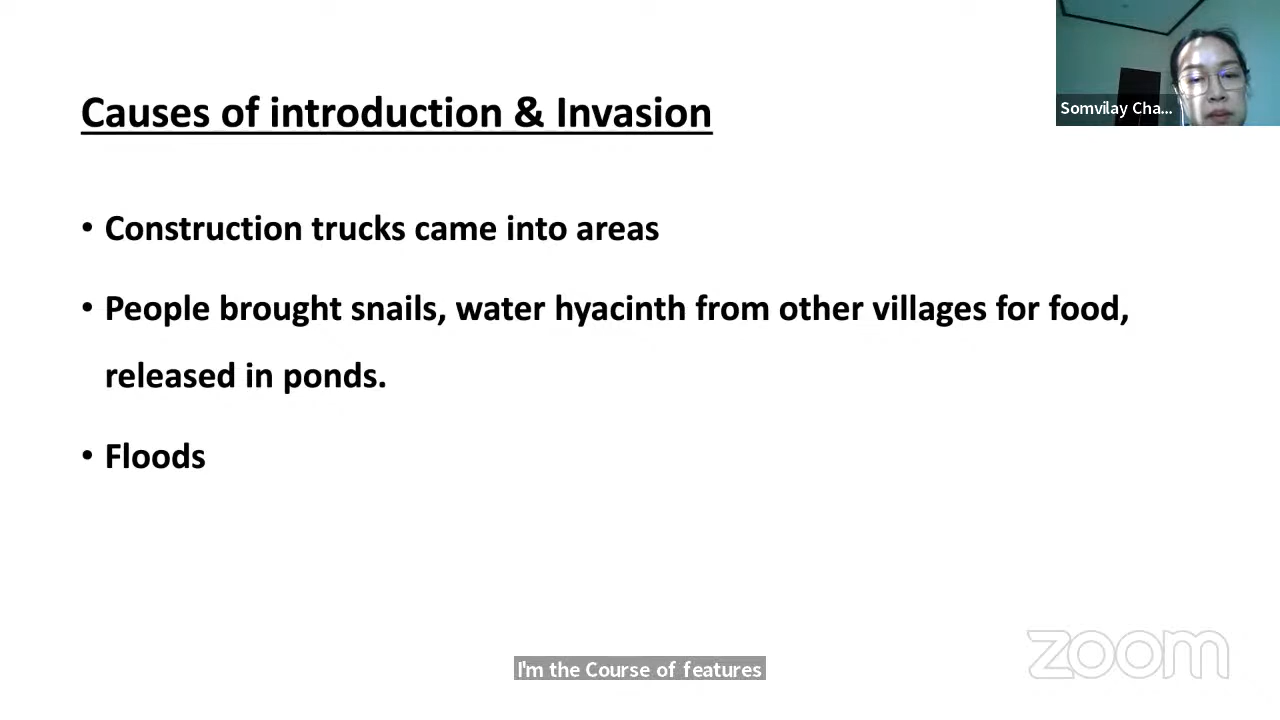 Causes of introduction & Invasion
Somvilay Cha...
• Construction trucks came into areas
• People brought snails, water hyacinth from other villages for food,
released in ponds.
• Floods
zoom
I'm the Course of features